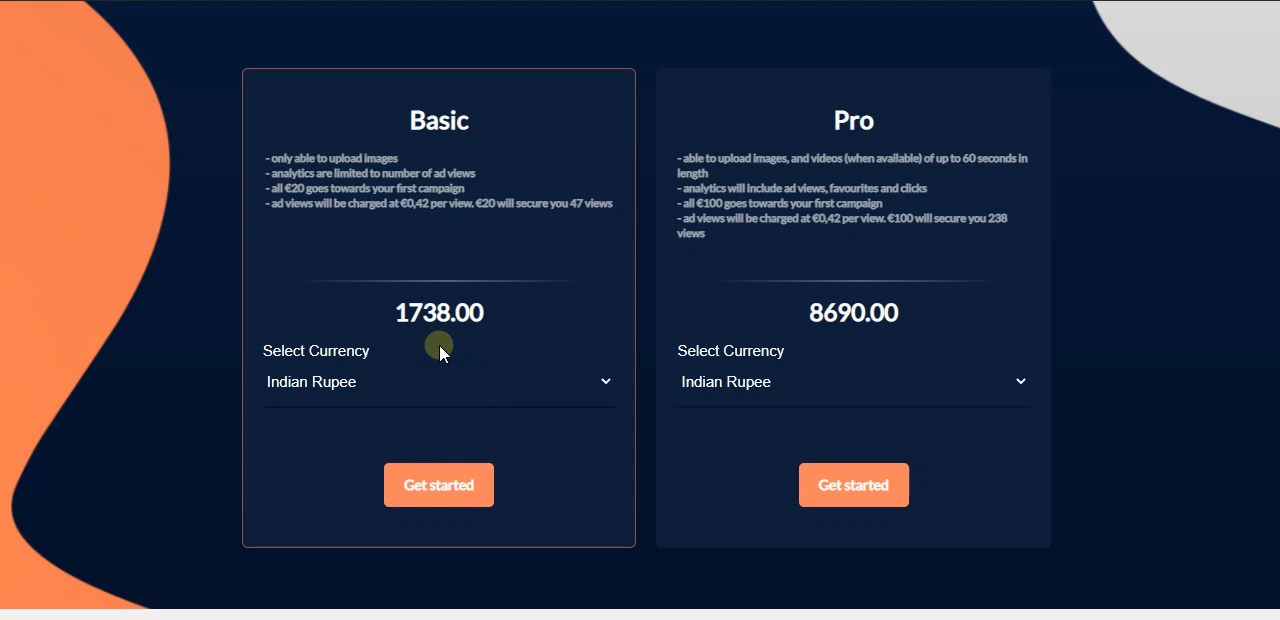 Basic
- only able to upload images
- analytics are limited to number of ad views
- all €20 goes towards your first campaign
- ad views will be charged at €0,42 per view. €20 will secure you 47 views
1738.00
Select Currency
Indian Rupee
Get started
Pro
- able to upload images, and videos (when available) of up to 60 seconds in
length
- analytics will include ad views, favourites and clicks
- all €100 goes towards your first campaign
- ad views will be charged at €0,42 per view. €100 will secure you 238
views
8690.00
Select Currency
Indian Rupee
Get started